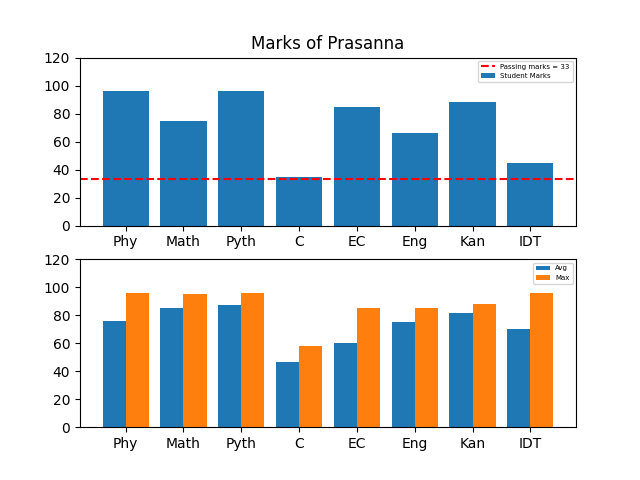 Marks of Prasanna
120
100
80
60
40
20
0
Passing marks = 33
Student Marks
Phy Math Pyth C EC Eng Kan IDT
120
100
80
60
40
20
0
Avg
Max
Phy Math Pyth C EC Eng Kan IDT